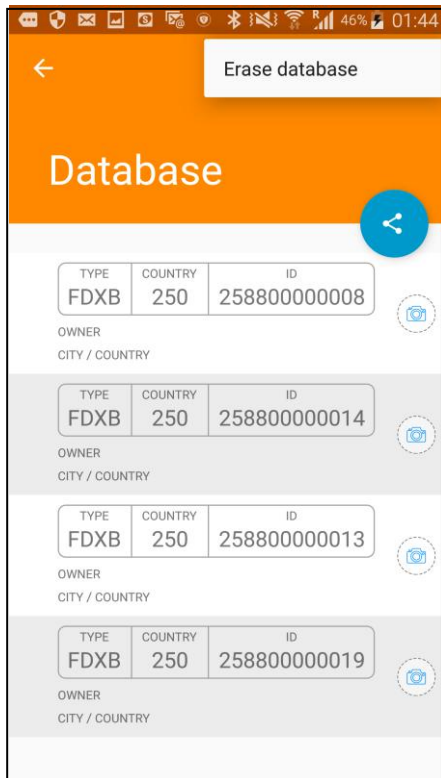 R 46% 01:44
Erase database
Database
TYPE COUNTRY ID
FDXB 250 258800000008
OWNER
CITY / COUNTRY
TYPE COUNTRY ID
FDXB 250 258800000014
OWNER
CITY / COUNTRY
TYPE COUNTRY ID
FDXB 250 258800000013
OWNER
CITY / COUNTRY
TYPE COUNTRY ID
FDXB 250 258800000019
OWNER
CITY / COUNTRY